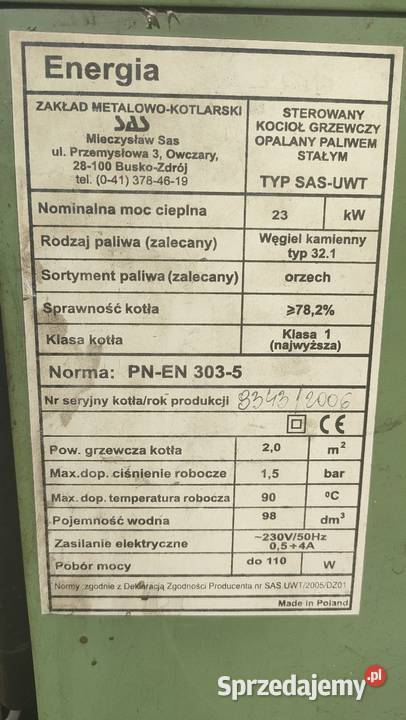 Energia
ZAKŁAD METALOWO-KOTLARSKI
SAS
Mieczysław Sas
ul. Przemysłowa 3, Owczary,
28-100 Busko-Zdrój
tel. (0-41) 378-46-19
STEROWANY
KOCIOŁ GRZEWCZY
OPALANY PALIWEM
STAŁYM
TYP SAS-UWT
Nominalna moc cieplna 23 kW
Rodzaj paliwa (zalecany) Węgiel kamienny
typ 32.1
Sortyment paliwa (zalecany) orzech
Sprawność kotła ≥78,2%
Klasa kotła Klasa 1
(najwyższa)
Norma: PN-EN 303-5
Nr seryjny kotła/rok produkcji 8343/2006
CE
Pow. grzewcza kotła 2,0 m²
Max.dop. ciśnienie robocze 1,5 bar
Max. dop. temperatura robocza 90 ºC
Pojemność wodna 98 dm³
Zasilanie elektryczne ~230V/50Hz
0,5÷4A
Pobór mocy do 110 W
Normy zgodnie z Deklaracją Zgodności Producenta nr SAS UWT/2005/DZ01
Made in Poland
Sprzedajemy.pl